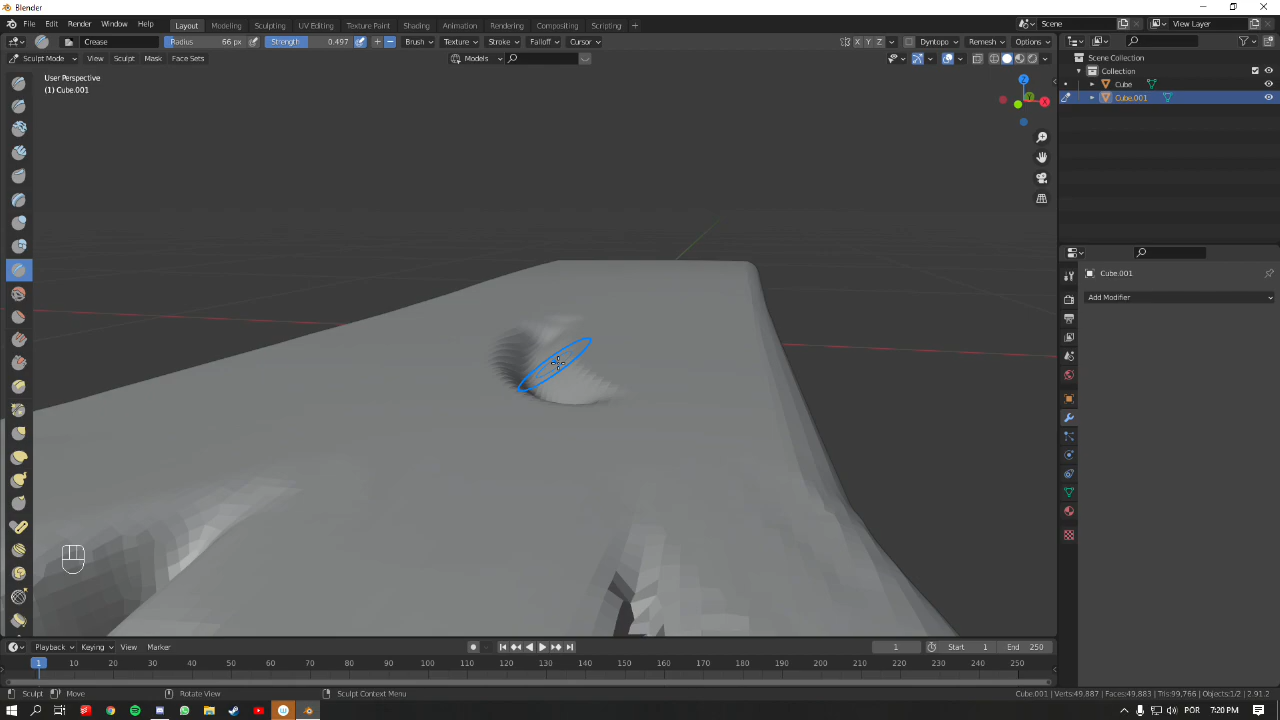 Blender
File Edit Render Window Help Layout Modeling Sculpting UV Editing Texture Paint Shading Animation Rendering Compositing Scripting + Scene View Layer
Crease Radius 66 px Strength 0.497 Brush Texture Stroke Falloff Cursor X Y Z Dyntopo Remesh Options
Sculpt Mode View Sculpt Mask Face Sets Models
Scene Collection
Collection
Cube
Cube.001
User Perspective
(1) Cube.001
Z
Y
X
Cube.001
Add Modifier
Playback Keying View Marker 1 Start 1 End 250
1 10 20 30 40 50 60 70 80 90 100 110 120 130 140 150 160 170 180 190 200 210 220 230 240 250
Sculpt Move Rotate View Sculpt Context Menu Cube.001 | Verts:49,887 | Faces:49,883 | Tris:99,766 | Objects:1/2 | 2.91.2
POR 7:20 PM